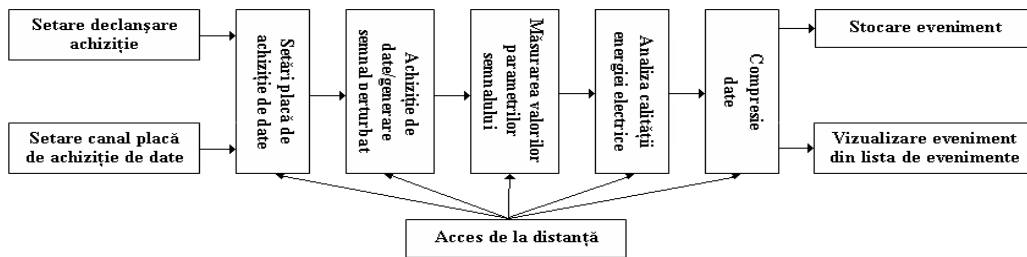 Setare declanșare
achiziție
Setare canal placă
de achiziție de date
Setări placă de
achiziție de date
Achiziție de
date/generare
semnal perturbat
Măsurarea valorilor
parametrilor
semnalului
Analiza calității
energiei electrice
Compresie
date
Stocare eveniment
Vizualizare eveniment
din lista de evenimente
Acces de la distanță